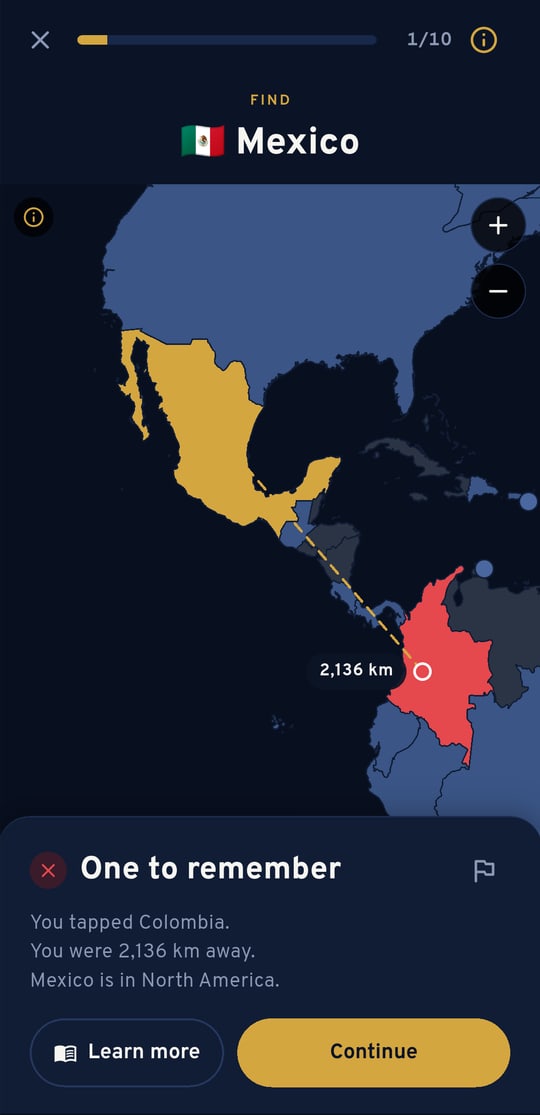 1/10
FIND
Mexico
2,136 km
One to remember
You tapped Colombia.
You were 2,136 km away.
Mexico is in North America.
Learn more
Continue